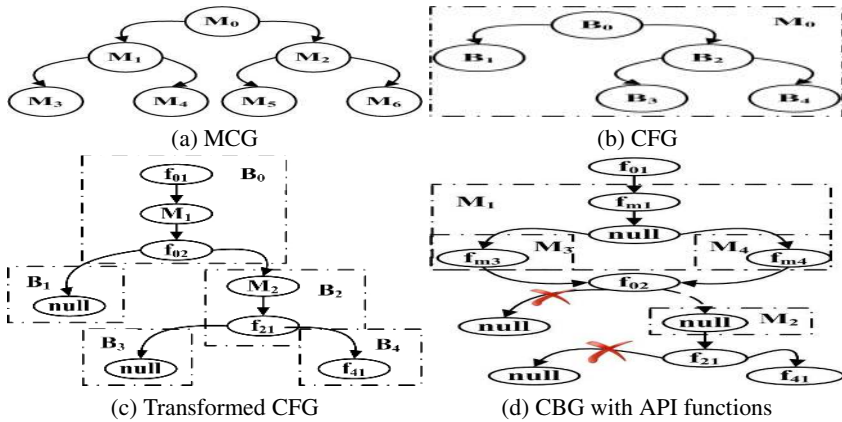 M₀
M₁ M₂
M₃ M₄ M₅ M₆
(a) MCG
M₀
B₀
B₁ B₂
B₃ B₄
(b) CFG
B₀
f₀₁
M₁
f₀₂
B₁
null
M₂
B₂
f₂₁
B₃
null
B₄
f₄₁
(c) Transformed CFG
f₀₁
M₁
fₘ₁
null
M₃
fₘ₃
M₄
fₘ₄
f₀₂
null
null
M₂
f₂₁
null
f₄₁
(d) CBG with API functions